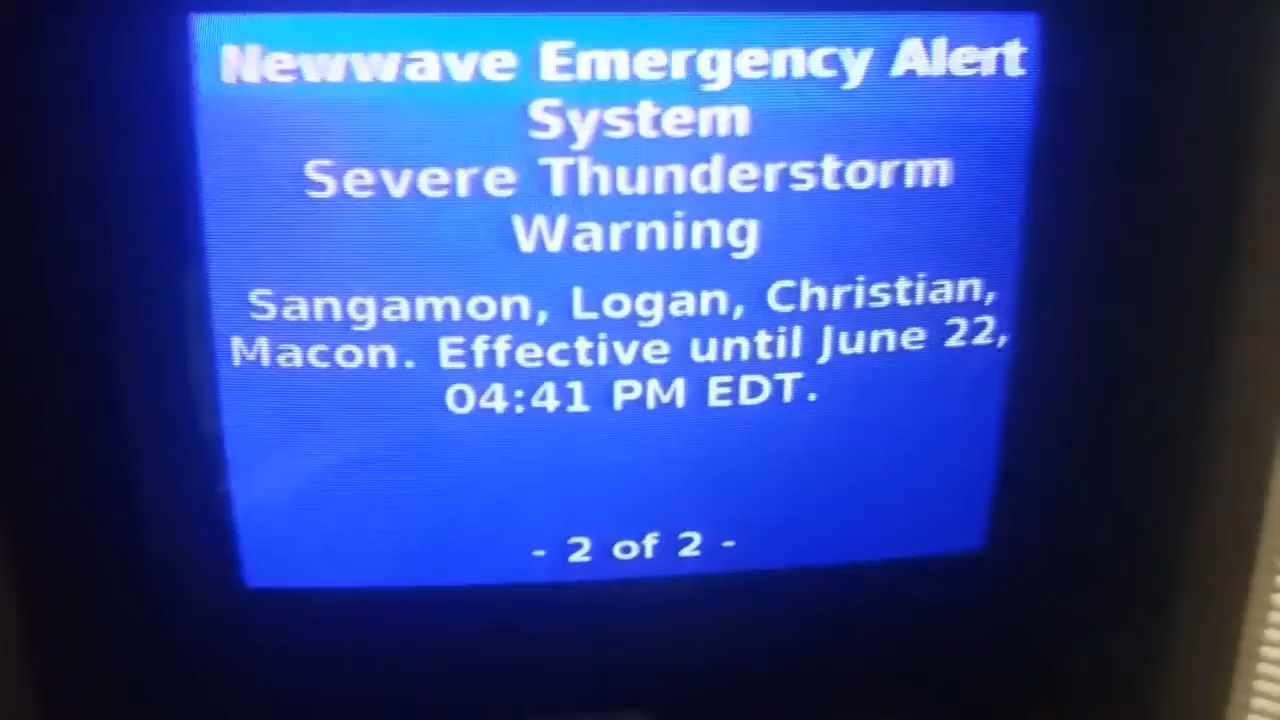 Newwave Emergency Alert
System
Severe Thunderstorm
Warning
Sangamon, Logan, Christian,
Macon. Effective until June 22,
04:41 PM EDT.
- 2 of 2 -